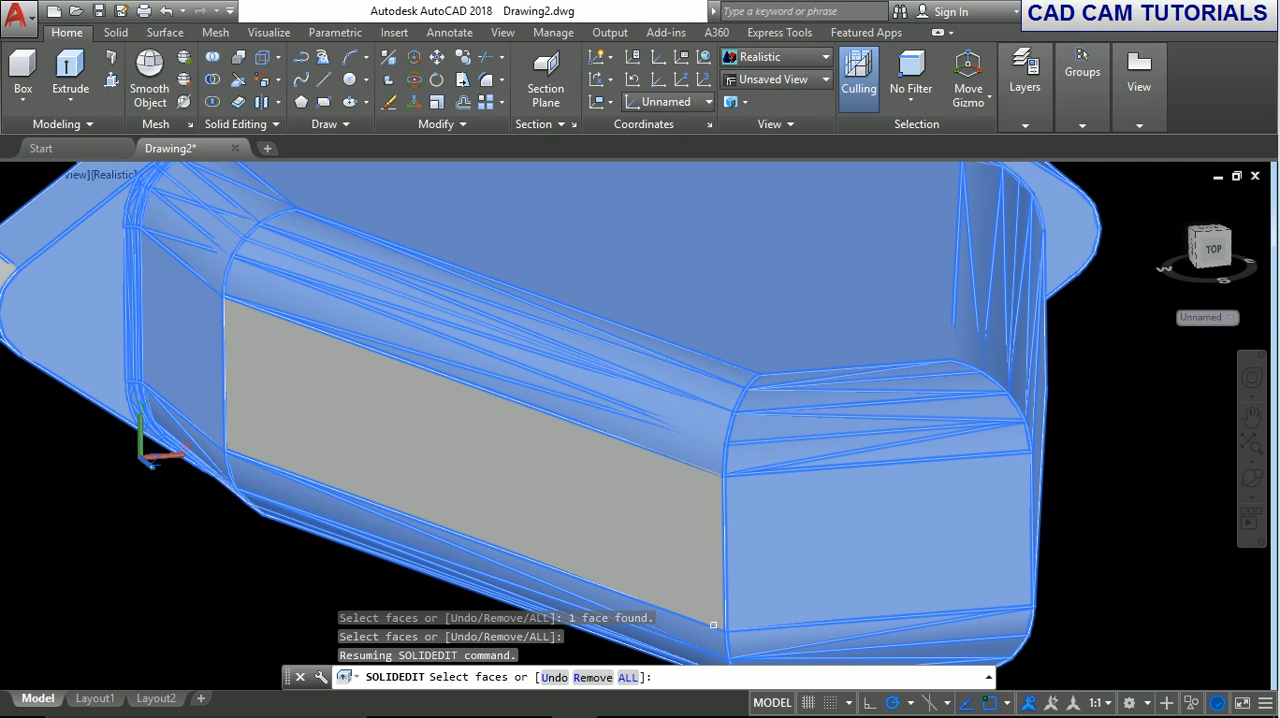 Autodesk AutoCAD 2018 Drawing2.dwg
Type a keyword or phrase
Sign In
CAD CAM TUTORIALS
Home Solid Surface Mesh Visualize Parametric Insert Annotate View Manage Output Add-ins A360 Express Tools Featured Apps
Box
Extrude
Smooth
Object
Section
Plane
Unnamed
Realistic
Unsaved View
Culling
No Filter
Move
Gizmo
Layers
Groups
View
Modeling
Mesh
Solid Editing
Draw
Modify
Section
Coordinates
View
Selection
Start
Drawing2*
View][Realistic]
TOP
W
S
E
Unnamed
Select faces or [Undo/Remove/ALL]: 1 face found.
Select faces or [Undo/Remove/ALL]:
Resuming SOLIDEDIT command.
SOLIDEDIT Select faces or [Undo Remove ALL]:
Model Layout1 Layout2
MODEL
1:1